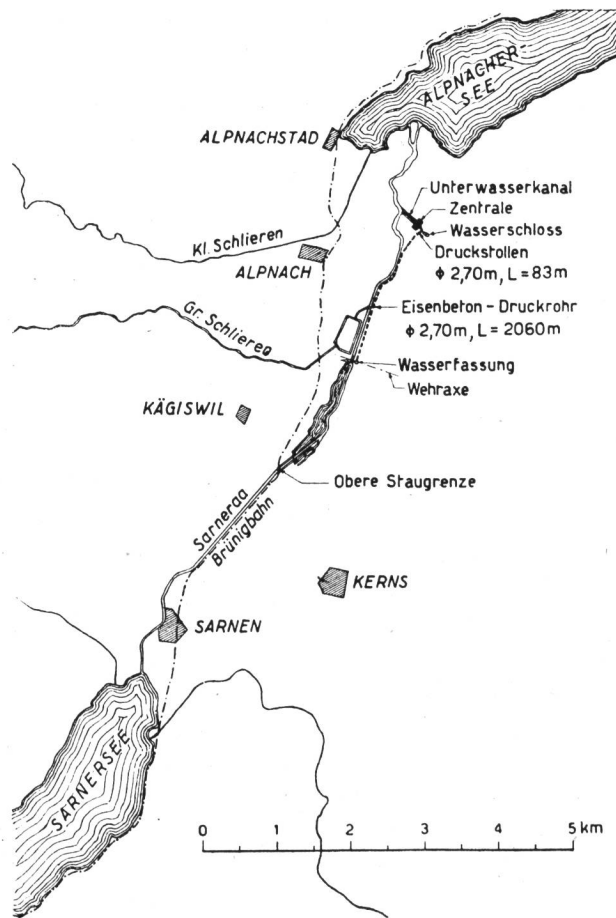 ALPNACHER-
SEE
ALPNACHSTAD
Unterwasserkanal
Zentrale
Wasserschloss
Druckstollen
ϕ 2,70m, L = 83m
Kl. Schlieren
ALPNACH
Eisenbeton - Druckrohr
ϕ 2,70m, L = 2060m
Gr. Schlieren
Wasserfassung
Wehraxe
KÄGISWIL
Obere Staugrenze
Sarneraa
Brünigbahn
KERNS
SARNEN
SARNERSEE
0 1 2 3 4 5 km